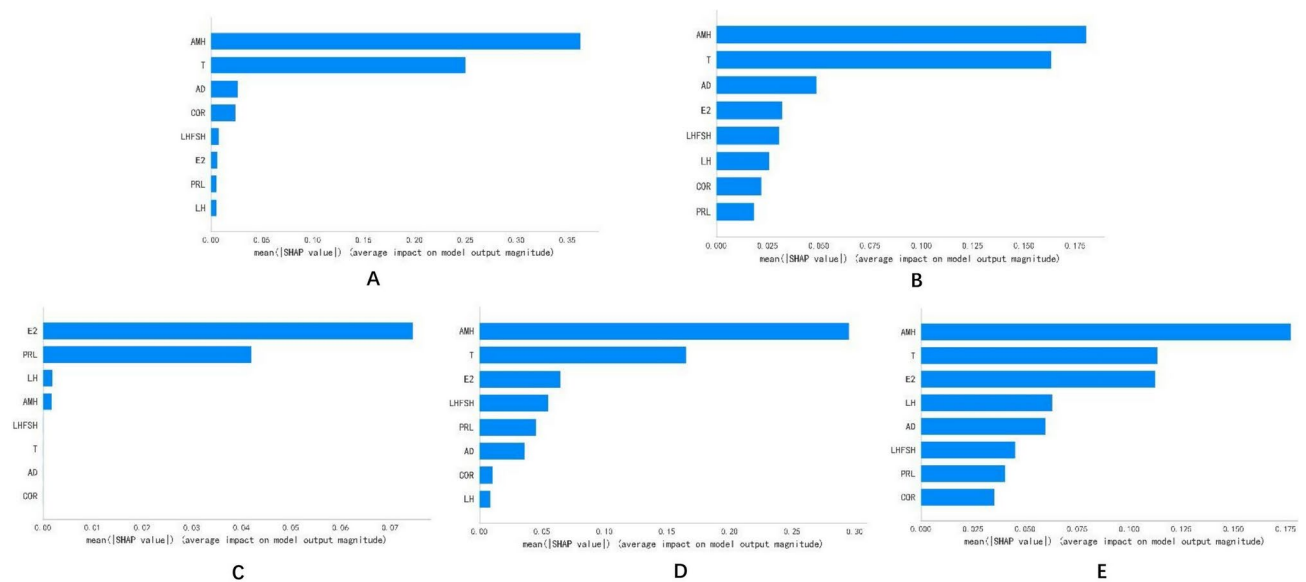 AMH
T
AD
COR
LHFSH
E2
PRL
LH
0.00 0.05 0.10 0.15 0.20 0.25 0.30 0.35
mean(|SHAP value|) (average impact on model output magnitude)
A
AMH
T
AD
E2
LHFSH
LH
COR
PRL
0.000 0.025 0.050 0.075 0.100 0.125 0.150 0.175
mean(|SHAP value|) (average impact on model output magnitude)
B
E2
PRL
LH
AMH
LHFSH
T
AD
COR
0.00 0.01 0.02 0.03 0.04 0.05 0.06 0.07
mean(|SHAP value|) (average impact on model output magnitude)
C
AMH
T
E2
LHFSH
PRL
AD
COR
LH
0.00 0.05 0.10 0.15 0.20 0.25 0.30
mean(|SHAP value|) (average impact on model output magnitude)
D
AMH
T
E2
LH
AD
LHFSH
PRL
COR
0.000 0.025 0.050 0.075 0.100 0.125 0.150 0.175
mean(|SHAP value|) (average impact on model output magnitude)
E